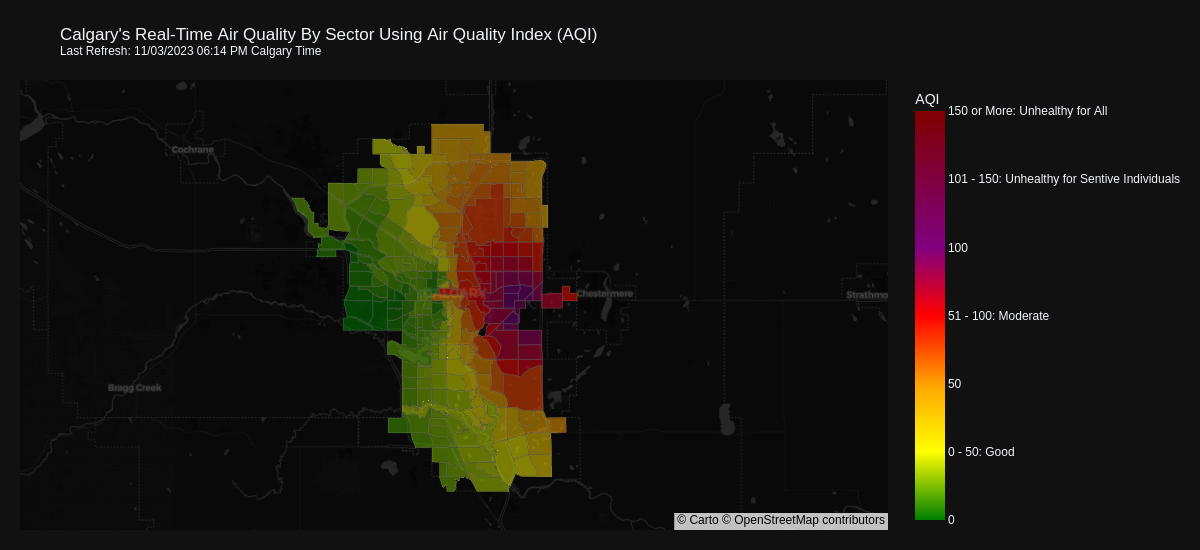 Calgary's Real-Time Air Quality By Sector Using Air Quality Index (AQI)
Last Refresh: 11/03/2023 06:14 PM Calgary Time
AQI
150 or More: Unhealthy for All
Cochrane
101 - 150: Unhealthy for Sentive Individuals
100
CALGARY
Chestermere
Strathmo
51 - 100: Moderate
50
Bragg Creek
0 - 50: Good
0
© Carto © OpenStreetMap contributors